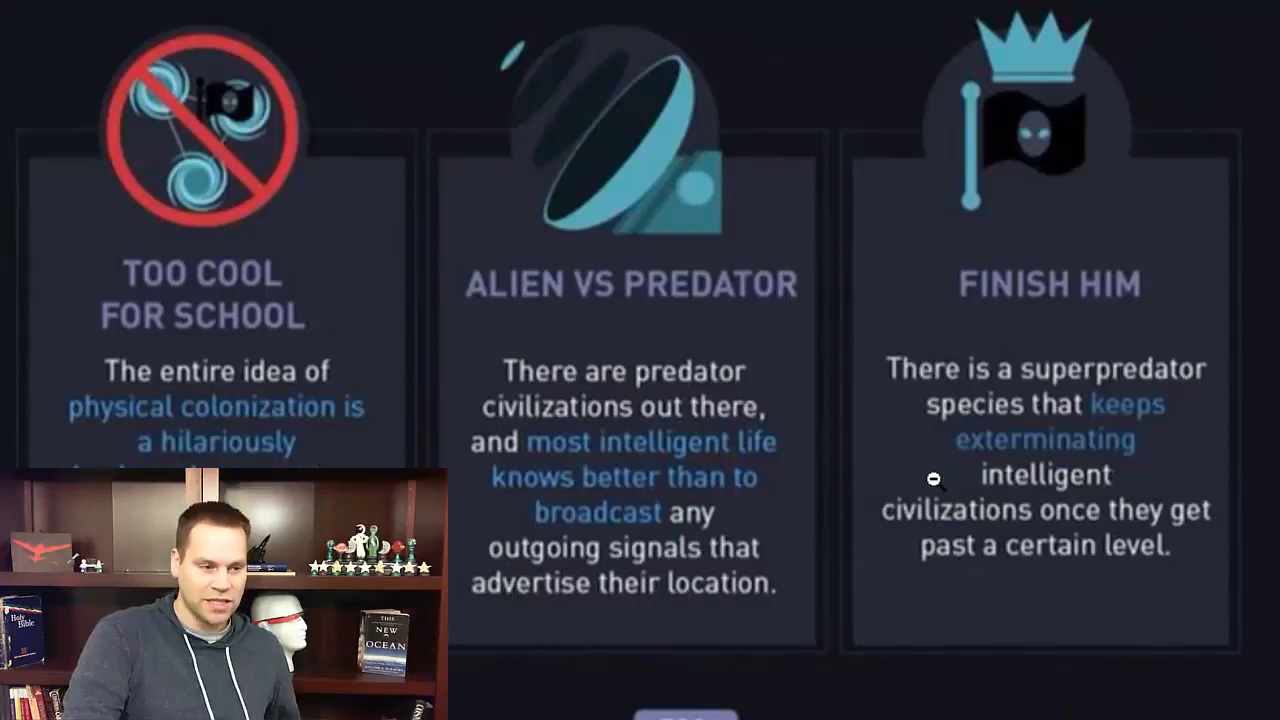 TOO COOL
FOR SCHOOL
The entire idea of
physical colonization is
a hilariously
ALIEN VS PREDATOR
There are predator
civilizations out there,
and most intelligent life
knows better than to
broadcast any
outgoing signals that
advertise their location.
FINISH HIM
There is a superpredator
species that keeps
exterminating
intelligent
civilizations once they get
past a certain level.
Holy
Bible
THIS
NEW
OCEAN